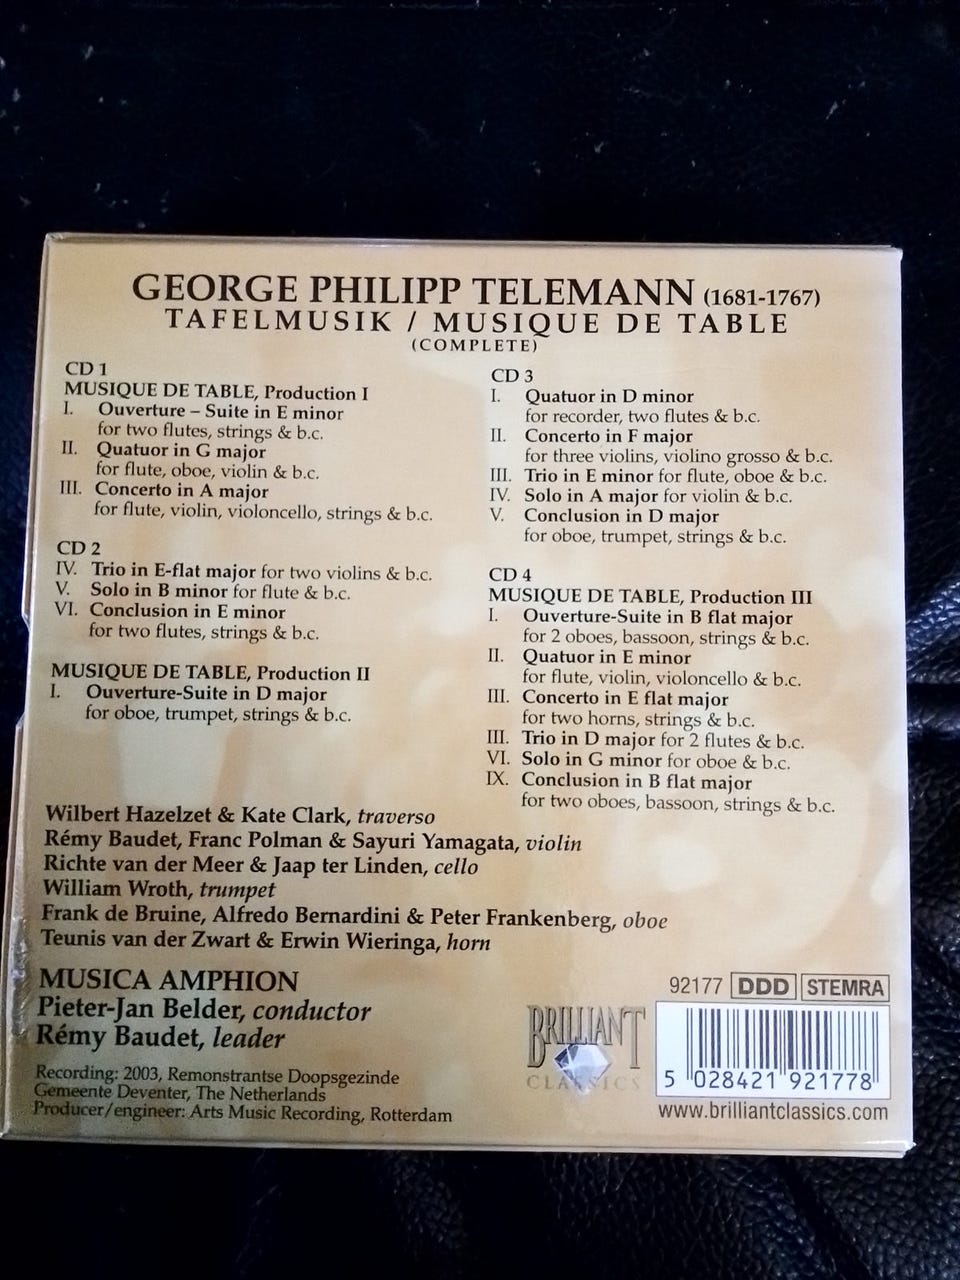 GEORGE PHILIPP TELEMANN (1681-1767)
TAFELMUSIK / MUSIQUE DE TABLE
(COMPLETE)
CD 1
MUSIQUE DE TABLE, Production I
I. Ouverture – Suite in E minor
for two flutes, strings & b.c.
II. Quatuor in G major
for flute, oboe, violin & b.c.
III. Concerto in A major
for flute, violin, violoncello, strings & b.c.
CD 2
IV. Trio in E-flat major for two violins & b.c.
V. Solo in B minor for flute & b.c.
VI. Conclusion in E minor
for two flutes, strings & b.c.
MUSIQUE DE TABLE, Production II
I. Ouverture-Suite in D major
for oboe, trumpet, strings & b.c.
CD 3
I. Quatuor in D minor
for recorder, two flutes & b.c.
II. Concerto in F major
for three violins, violino grosso & b.c.
III. Trio in E minor for flute, oboe & b.c.
IV. Solo in A major for violin & b.c.
V. Conclusion in D major
for oboe, trumpet, strings & b.c.
CD 4
MUSIQUE DE TABLE, Production III
I. Ouverture-Suite in B flat major
for 2 oboes, bassoon, strings & b.c.
II. Quatuor in E minor
for flute, violin, violoncello & b.c.
III. Concerto in E flat major
for two horns, strings & b.c.
III. Trio in D major for 2 flutes & b.c.
VI. Solo in G minor for oboe & b.c.
IX. Conclusion in B flat major
for two oboes, bassoon, strings & b.c.
Wilbert Hazelzet & Kate Clark, traverso
Rémy Baudet, Franc Polman & Sayuri Yamagata, violin
Richte van der Meer & Jaap ter Linden, cello
William Wroth, trumpet
Frank de Bruine, Alfredo Bernardini & Peter Frankenberg, oboe
Teunis van der Zwart & Erwin Wieringa, horn
MUSICA AMPHION
Pieter-Jan Belder, conductor
Rémy Baudet, leader
Recording: 2003, Remonstrantse Doopsgezinde
Gemeente Deventer, The Netherlands
Producer/engineer: Arts Music Recording, Rotterdam
BRILLIANT
CLASSICS
92177 DDD STEMRA
5 028421 921778
www.brilliantclassics.com